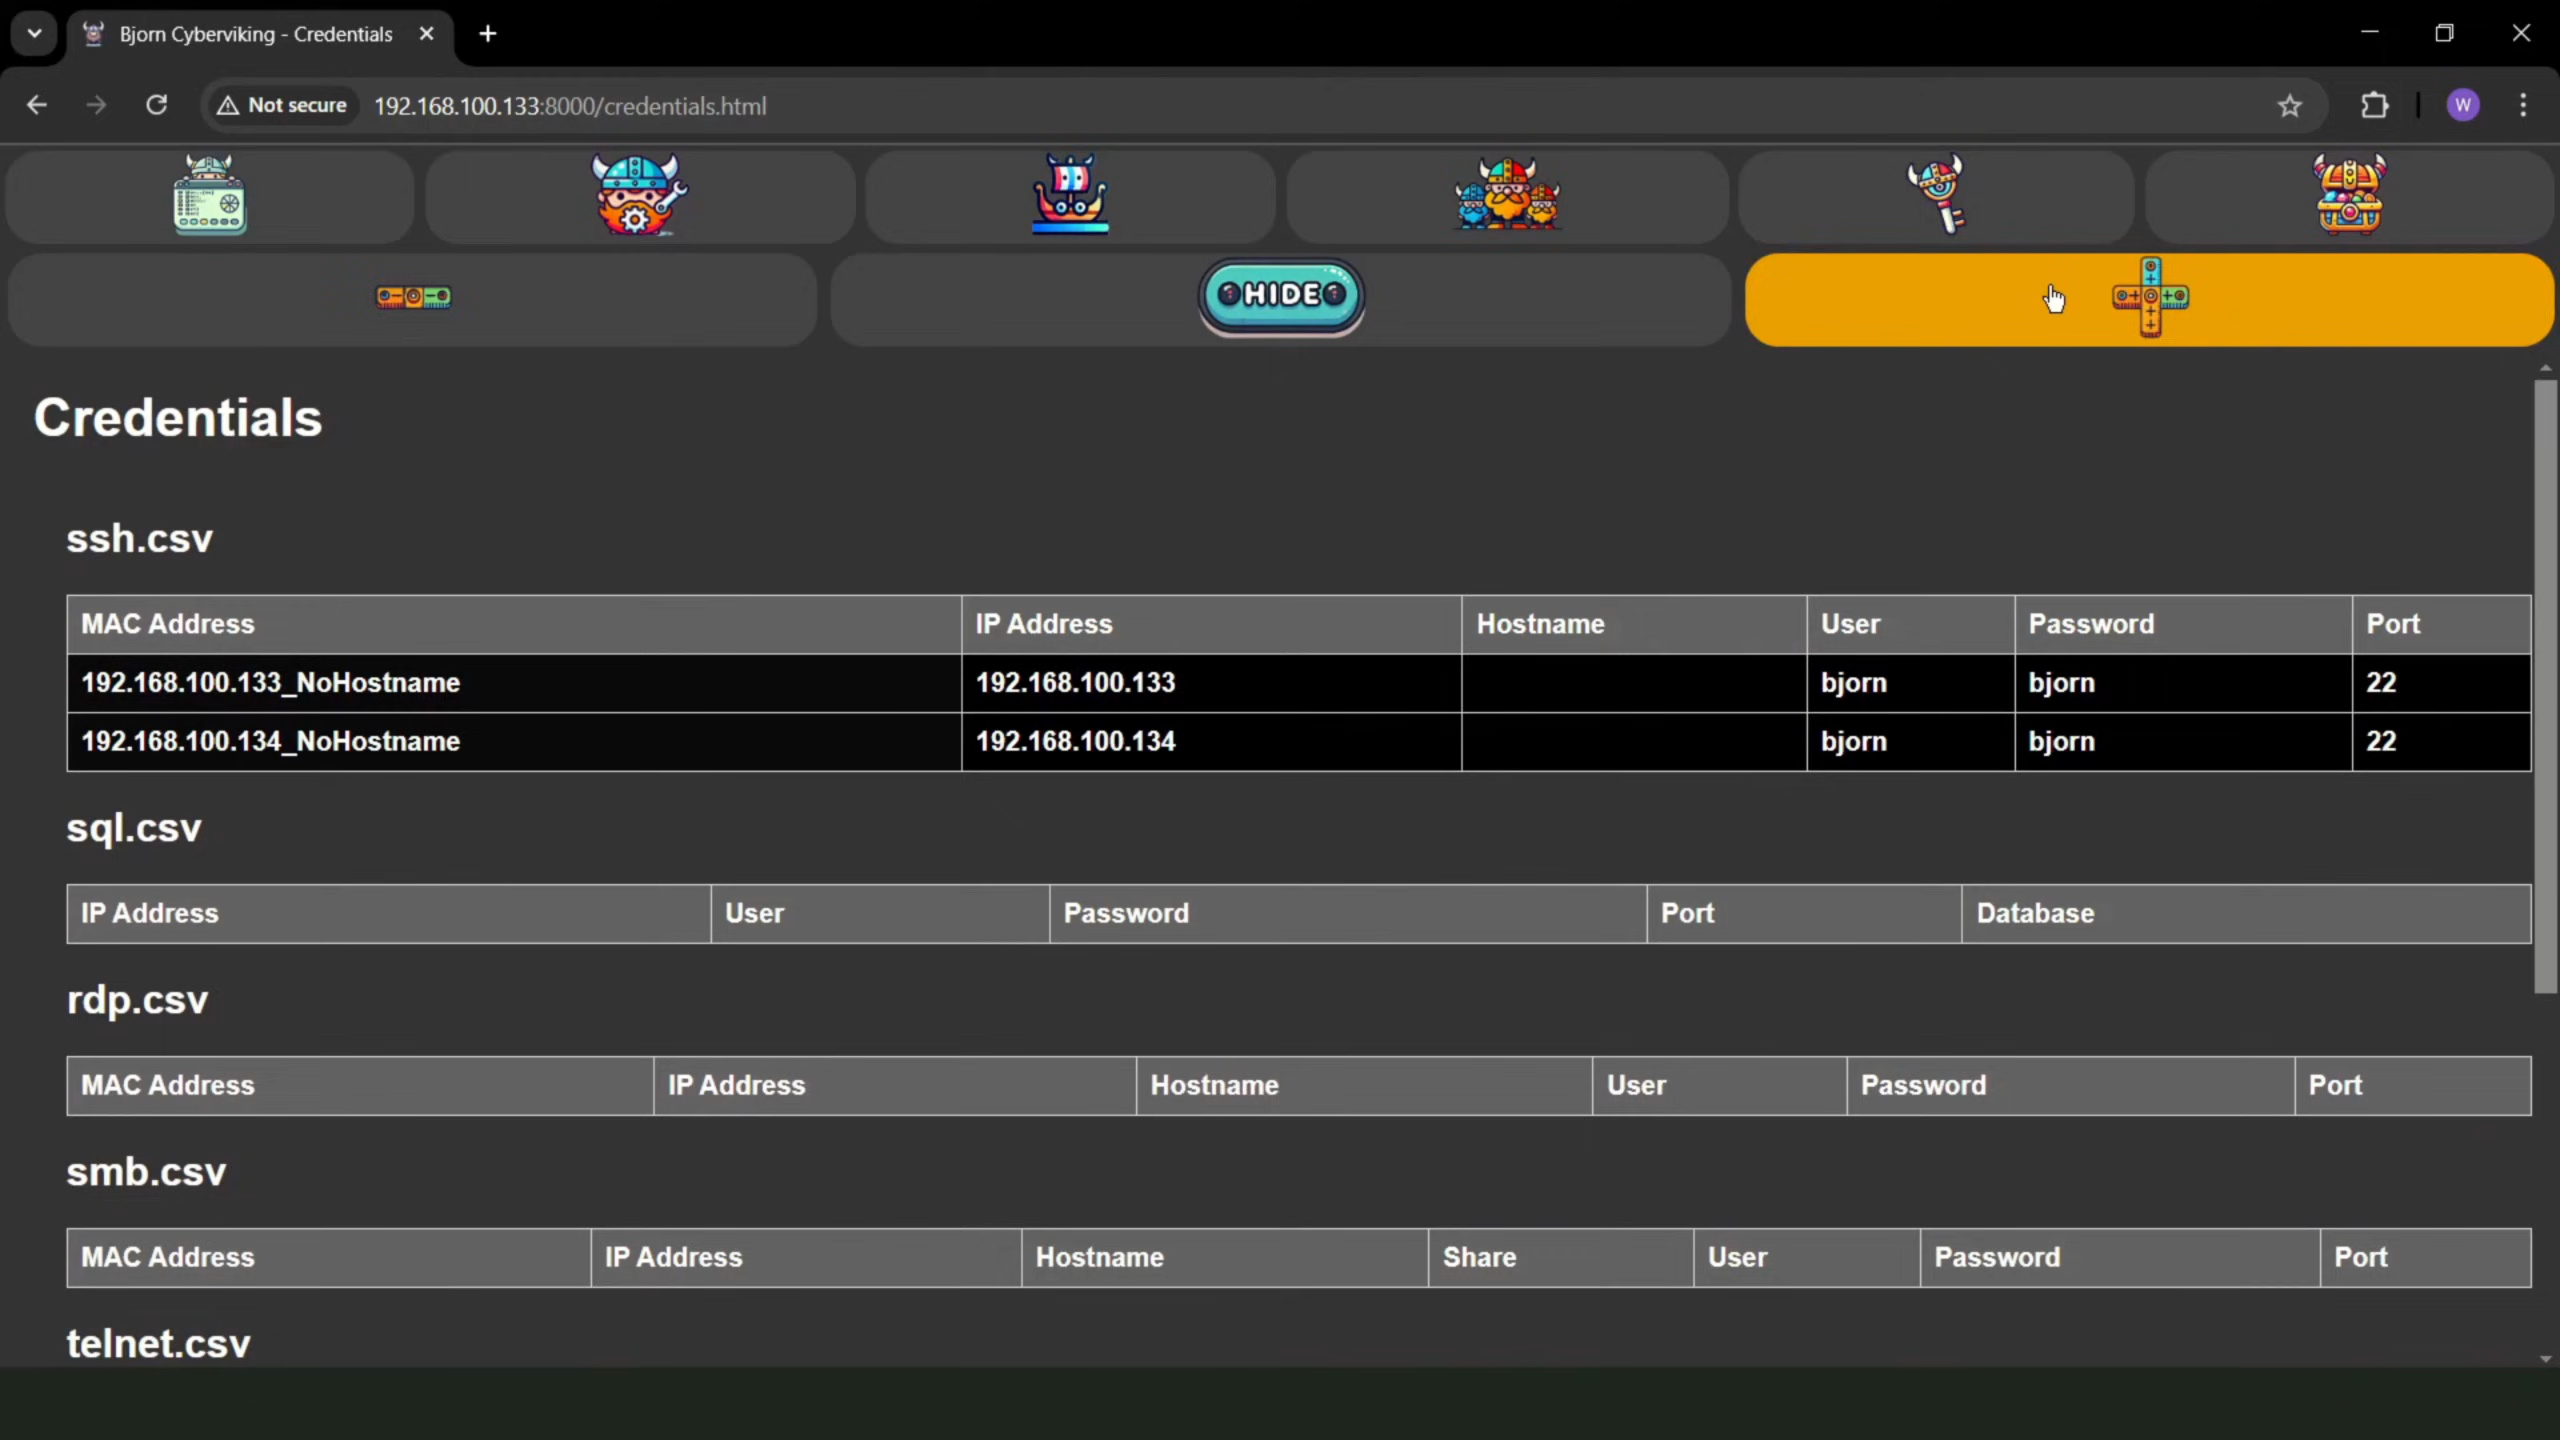 Bjorn Cyberviking - Credentials
Not secure 192.168.100.133:8000/credentials.html W
HIDE
Credentials
ssh.csv
MAC Address IP Address Hostname User Password Port
192.168.100.133_NoHostname 192.168.100.133 bjorn bjorn 22
192.168.100.134_NoHostname 192.168.100.134 bjorn bjorn 22
sql.csv
IP Address User Password Port Database
rdp.csv
MAC Address IP Address Hostname User Password Port
smb.csv
MAC Address IP Address Hostname Share User Password Port
telnet.csv